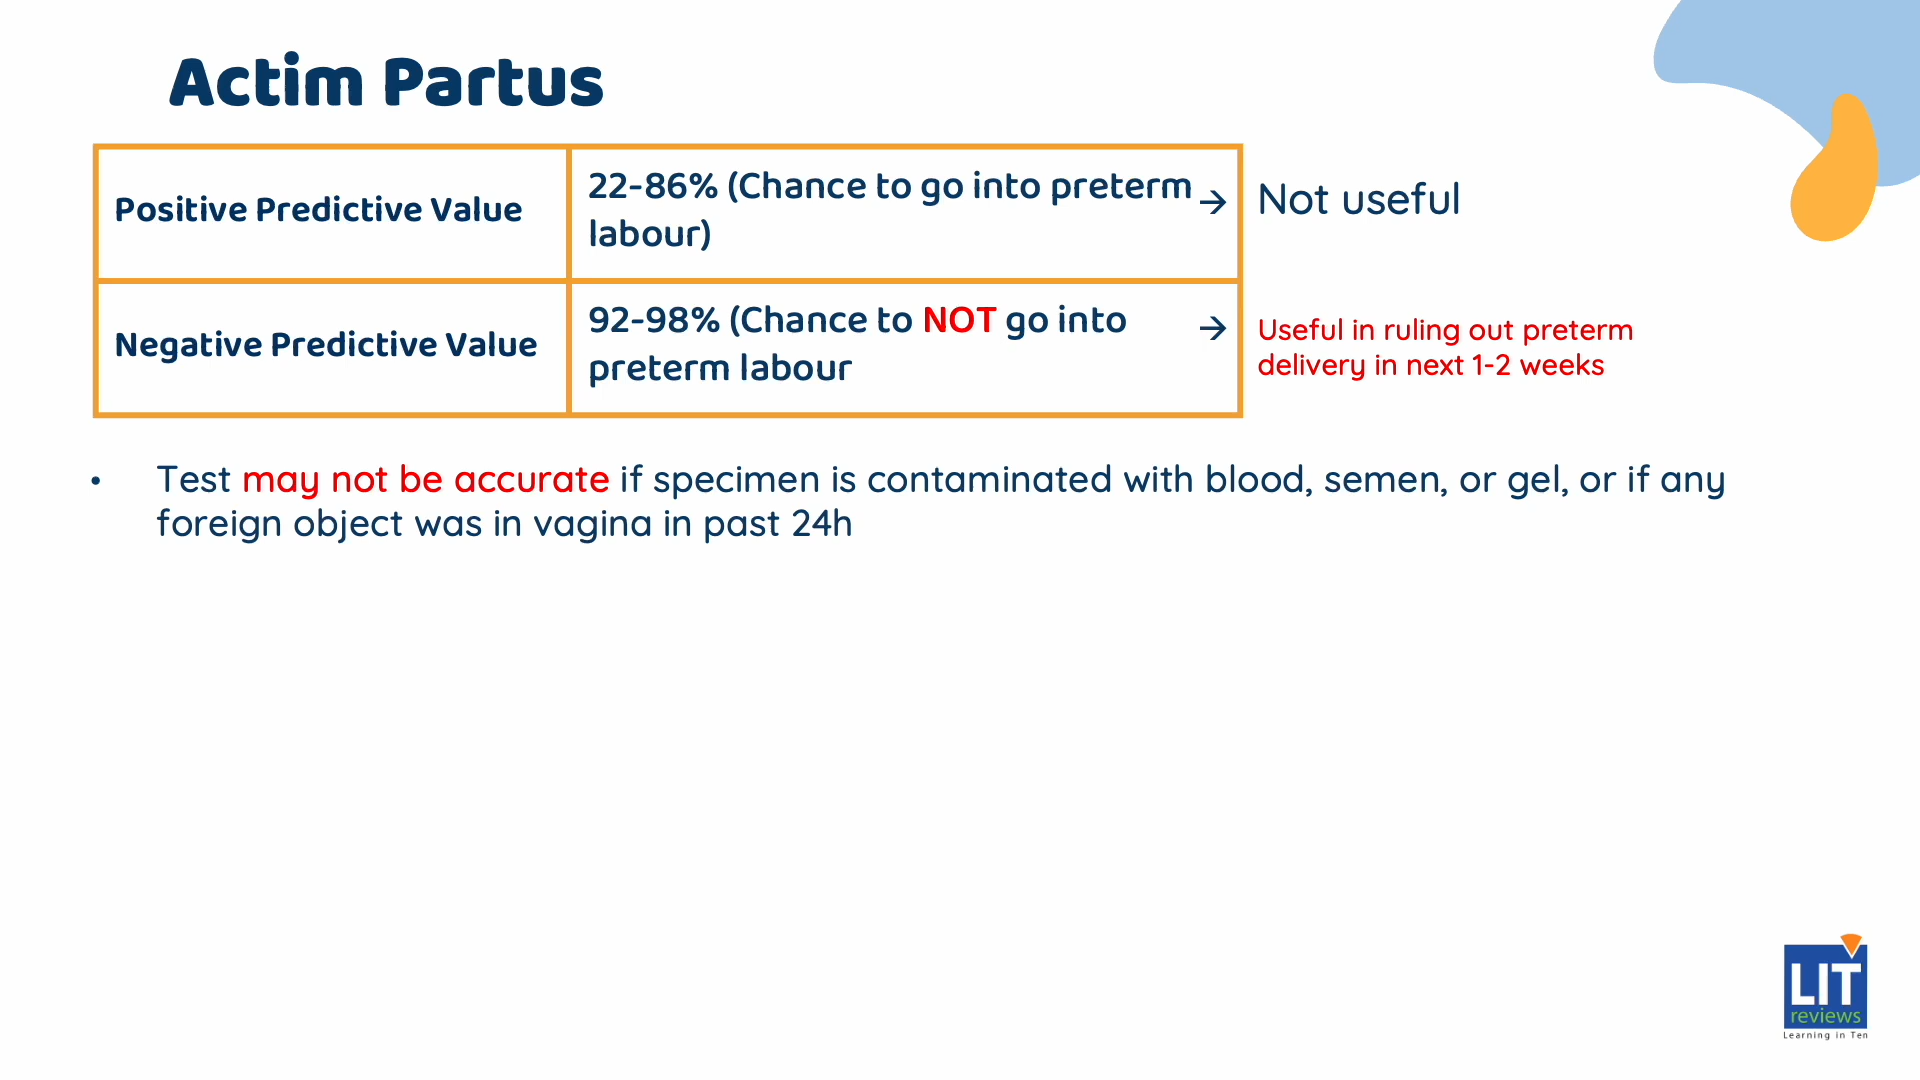 Actim Partus
Positive Predictive Value
22-86% (Chance to go into preterm
labour)
→ Not useful
Negative Predictive Value
92-98% (Chance to NOT go into
preterm labour
→ Useful in ruling out preterm
delivery in next 1-2 weeks
• Test may not be accurate if specimen is contaminated with blood, semen, or gel, or if any
foreign object was in vagina in past 24h
LIT
reviews
Learning in Ten